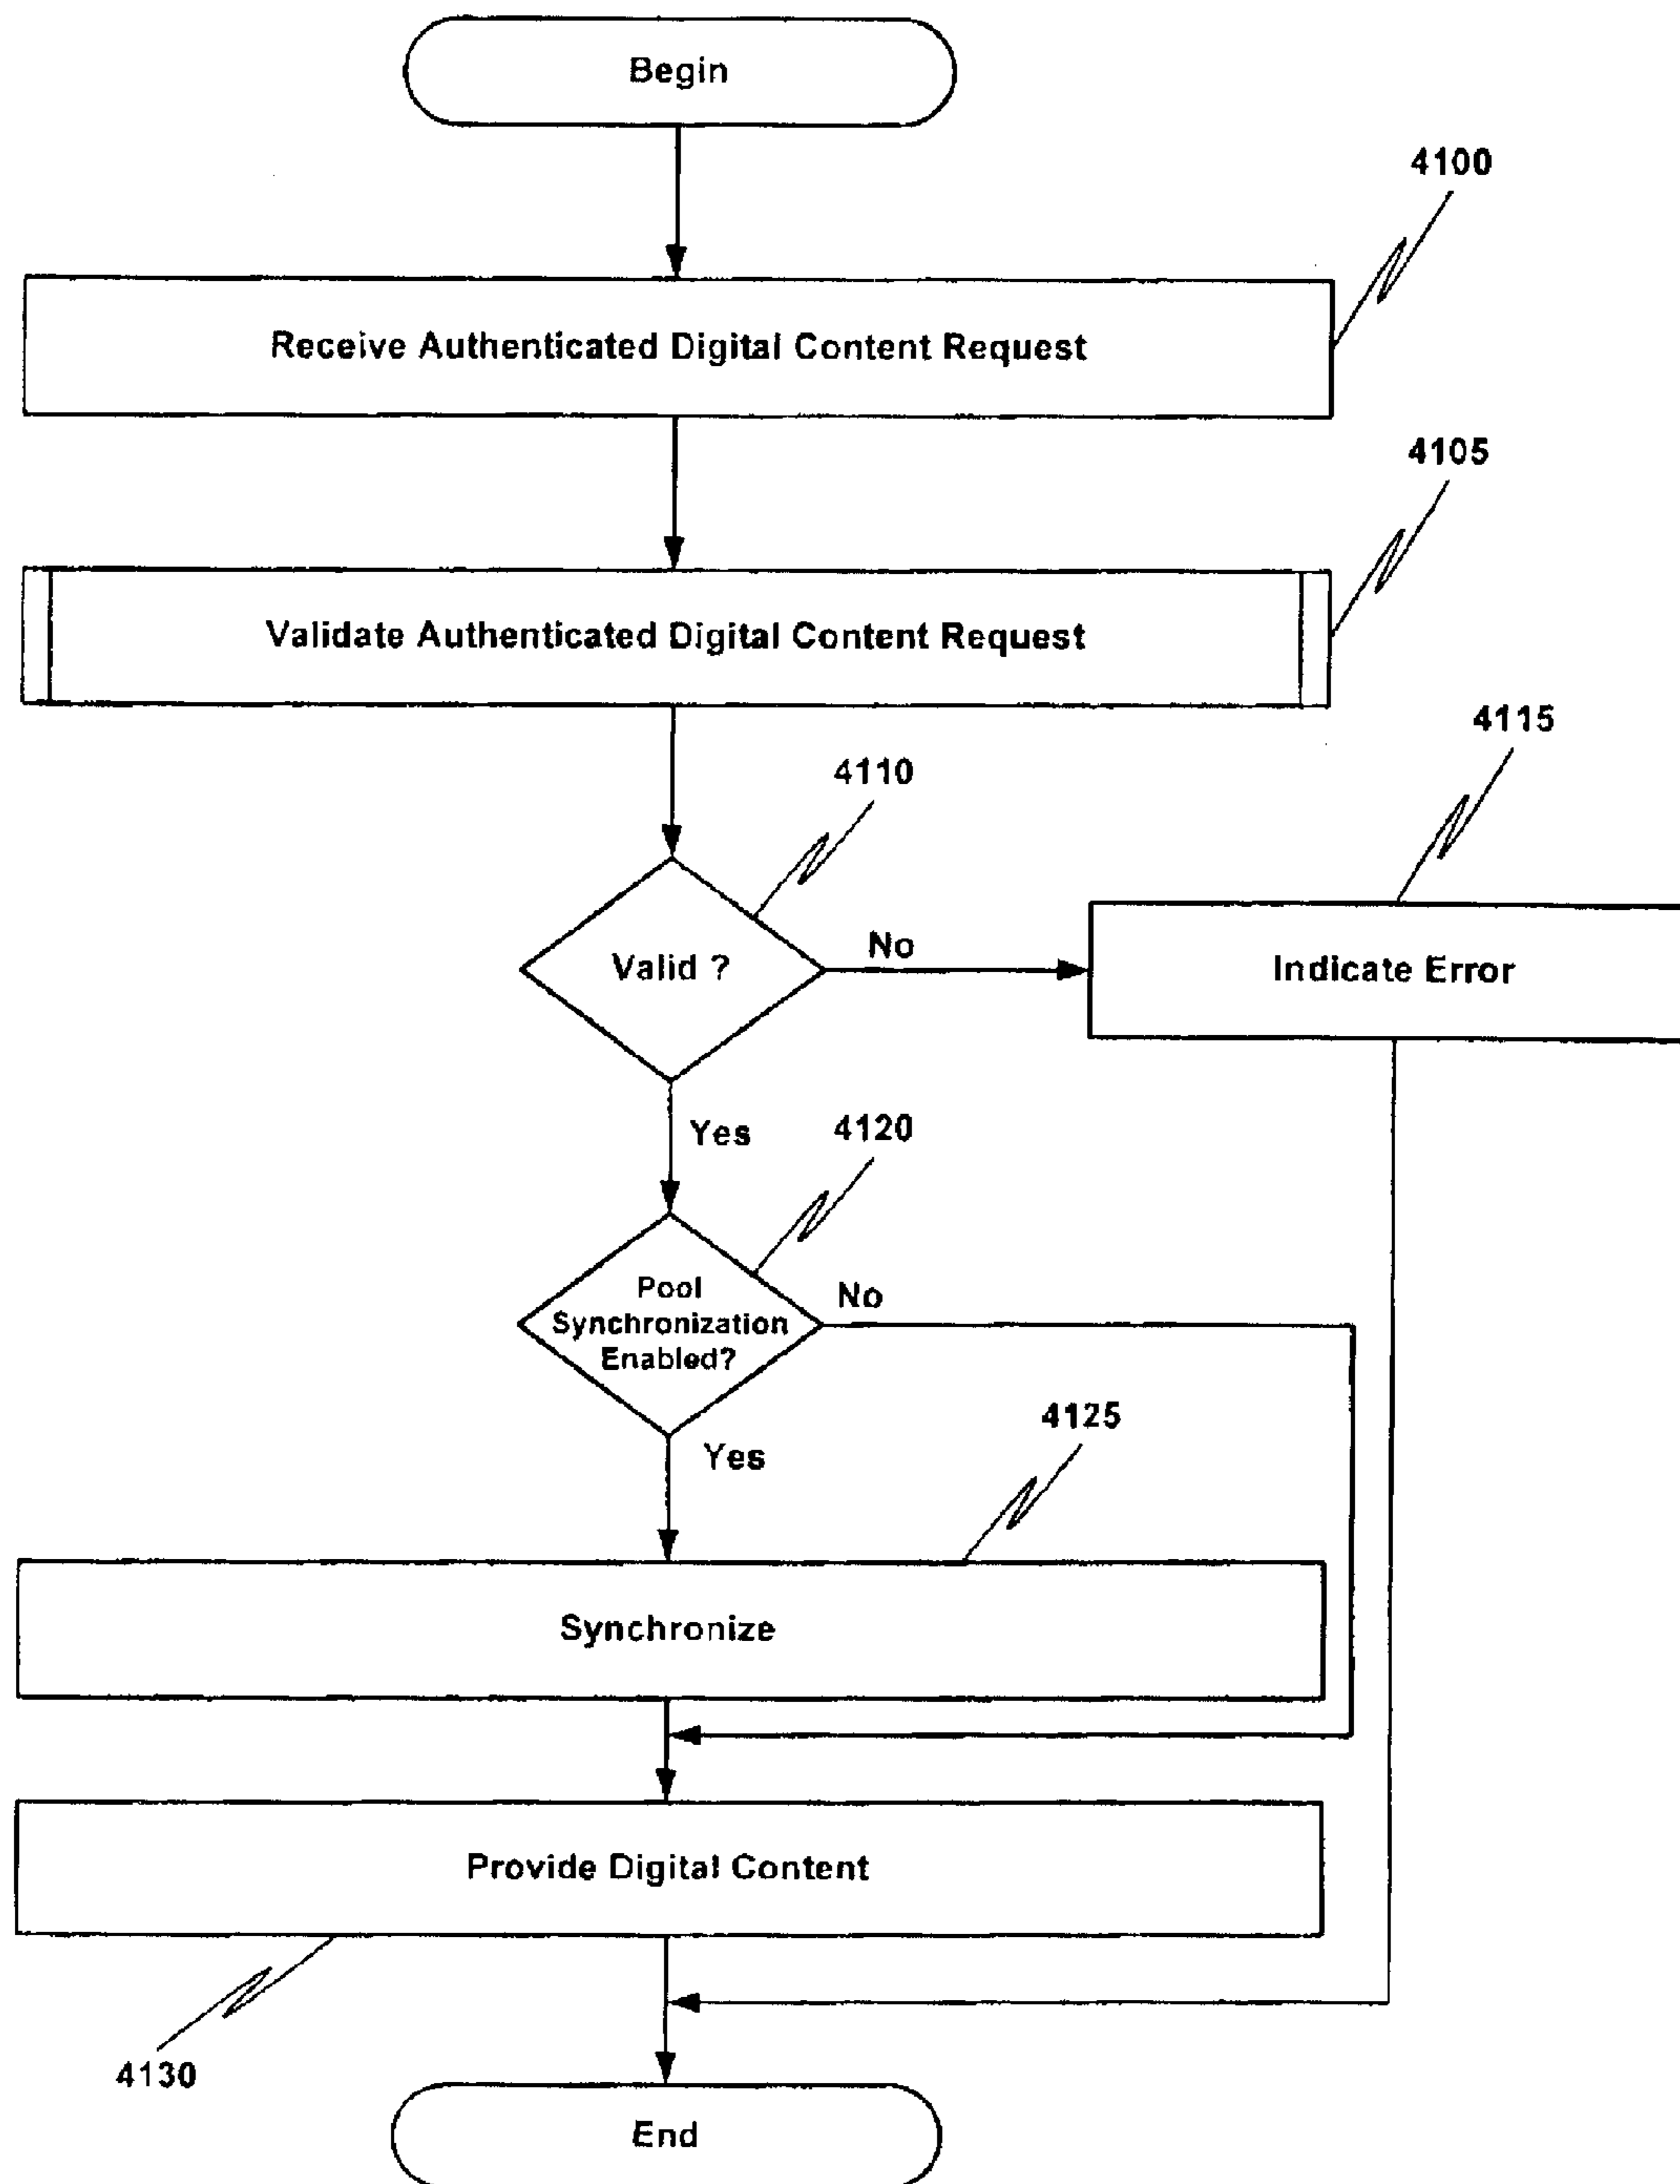 Begin
4100
Receive Authenticated Digital Content Request
4105
Validate Authenticated Digital Content Request
4115
4110
Valid ?
No
Indicate Error
Yes
4120
Pool
Synchronization
Enabled?
No
Yes
4125
Synchronize
Provide Digital Content
4130
End